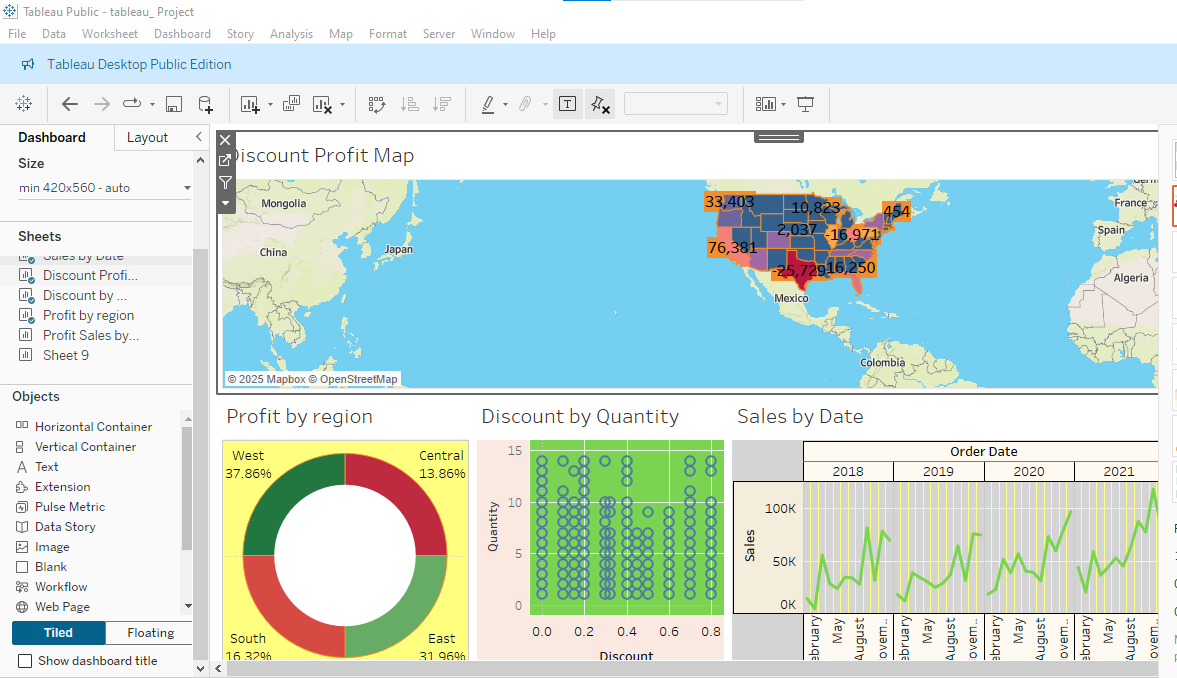 Tableau Public - tableau_ Project
File Data Worksheet Dashboard Story Analysis Map Format Server Window Help
Tableau Desktop Public Edition
T
Dashboard Layout
Size
min 420x560 - auto
Sheets
Sales by Date
Discount Profi...
Discount by ...
Profit by region
Profit Sales by...
Sheet 9
Objects
Horizontal Container
Vertical Container
Text
Extension
Pulse Metric
Data Story
Image
Blank
Workflow
Web Page
Tiled Floating
Show dashboard title
Discount Profit Map
Mongolia
China
Japan
33,403
10,823
454
2,037
-16,971
76,381
-25,729
16,250
Mexico
Colombia
France
Spain
Algeria
© 2025 Mapbox © OpenStreetMap
Profit by region
West
37.86%
Central
13.86%
South
16.32%
East
31.96%
Discount by Quantity
Quantity
15
10
5
0
0.0 0.2 0.4 0.6 0.8
Discount
Sales by Date
Order Date
2018 2019 2020 2021
Sales
100K
50K
0K
ebruary May August ovem.. ebruary May August ovem.. ebruary May August ovem.. ebruary May August